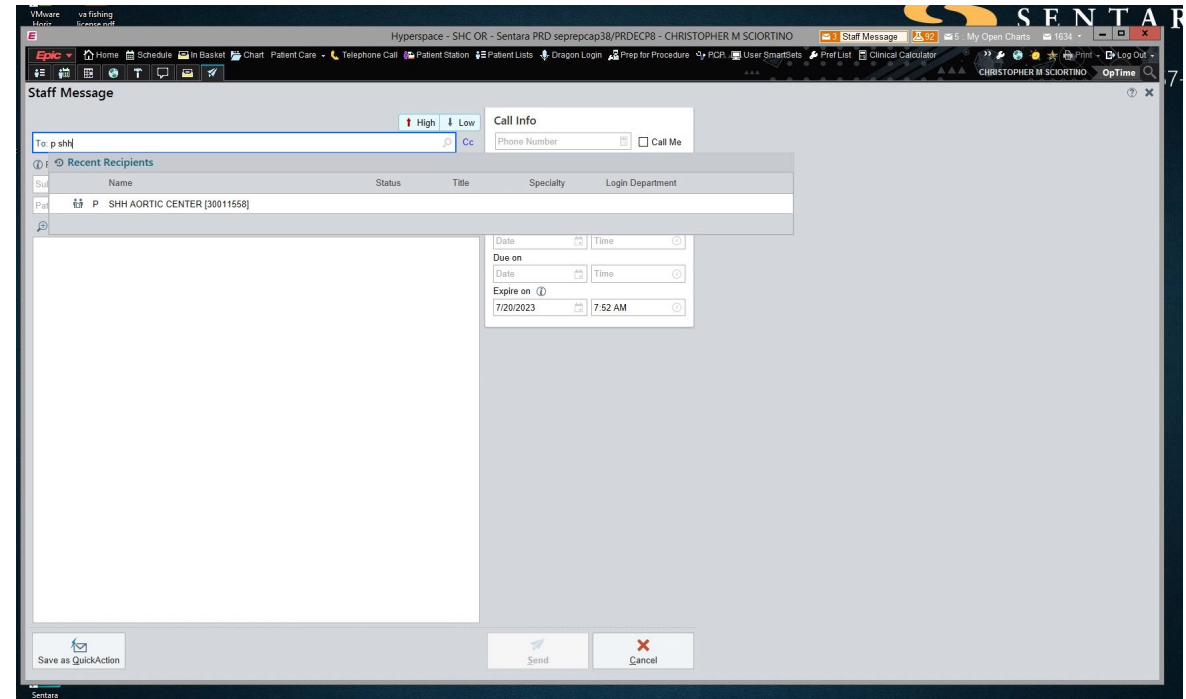 VMware va fishing
Horiz license.pdf
SENTAR
Hyperspace - SHC OR - Sentara PRD seprepcap38/PRDECP8 - CHRISTOPHER M SCIORTINO
3 Staff Message 92 5 : My Open Charts 1634
Epic Home Schedule In Basket Chart Patient Care Telephone Call Patient Station Patient Lists Dragon Login Prep for Procedure PCP. User SmartSets Pref List Clinical Calculator Print Log Out
CHRISTOPHER M SCIORTINO OpTime
7-
Staff Message
High Low
Call Info
To: p shh Cc
Phone Number Call Me
Recent Recipients
Name Status Title Specialty Login Department
P SHH AORTIC CENTER [30011558]
Date Time
Due on
Date Time
Expire on
7/20/2023 7:52 AM
Save as QuickAction
Send
Cancel
Sentara